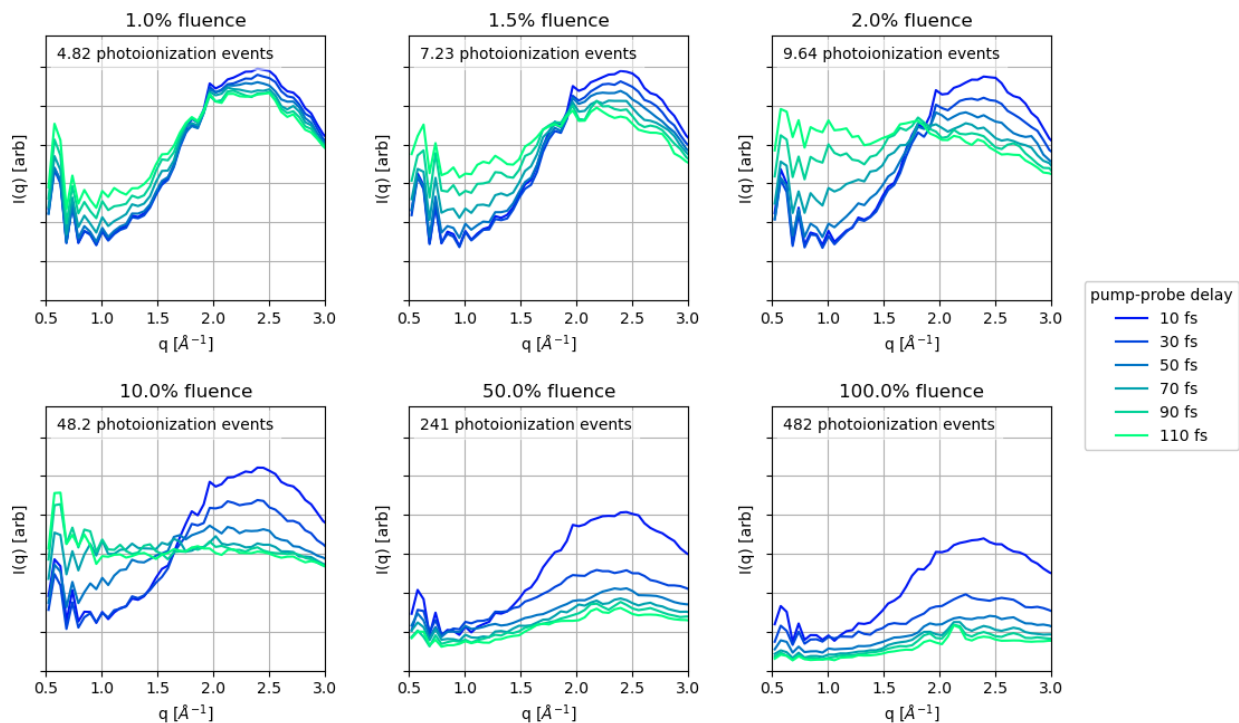 1.0% fluence
4.82 photoionization events
I(q) [arb]
0.5 1.0 1.5 2.0 2.5 3.0
q [Å⁻¹]
1.5% fluence
7.23 photoionization events
I(q) [arb]
0.5 1.0 1.5 2.0 2.5 3.0
q [Å⁻¹]
2.0% fluence
9.64 photoionization events
I(q) [arb]
0.5 1.0 1.5 2.0 2.5 3.0
q [Å⁻¹]
pump-probe delay
10 fs
30 fs
50 fs
70 fs
90 fs
110 fs
10.0% fluence
48.2 photoionization events
I(q) [arb]
0.5 1.0 1.5 2.0 2.5 3.0
q [Å⁻¹]
50.0% fluence
241 photoionization events
I(q) [arb]
0.5 1.0 1.5 2.0 2.5 3.0
q [Å⁻¹]
100.0% fluence
482 photoionization events
I(q) [arb]
0.5 1.0 1.5 2.0 2.5 3.0
q [Å⁻¹]